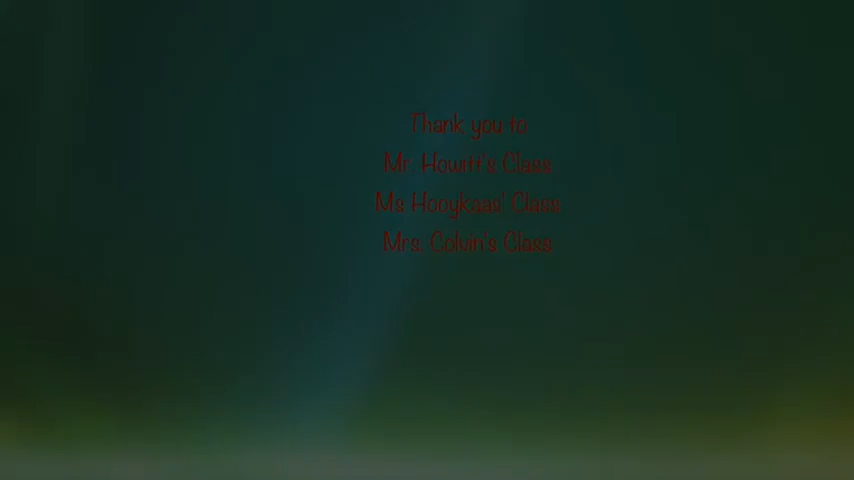 Thank you to
Mr. Howitt's Class
Ms Hooykaas' Class
Mrs. Colvin's Class